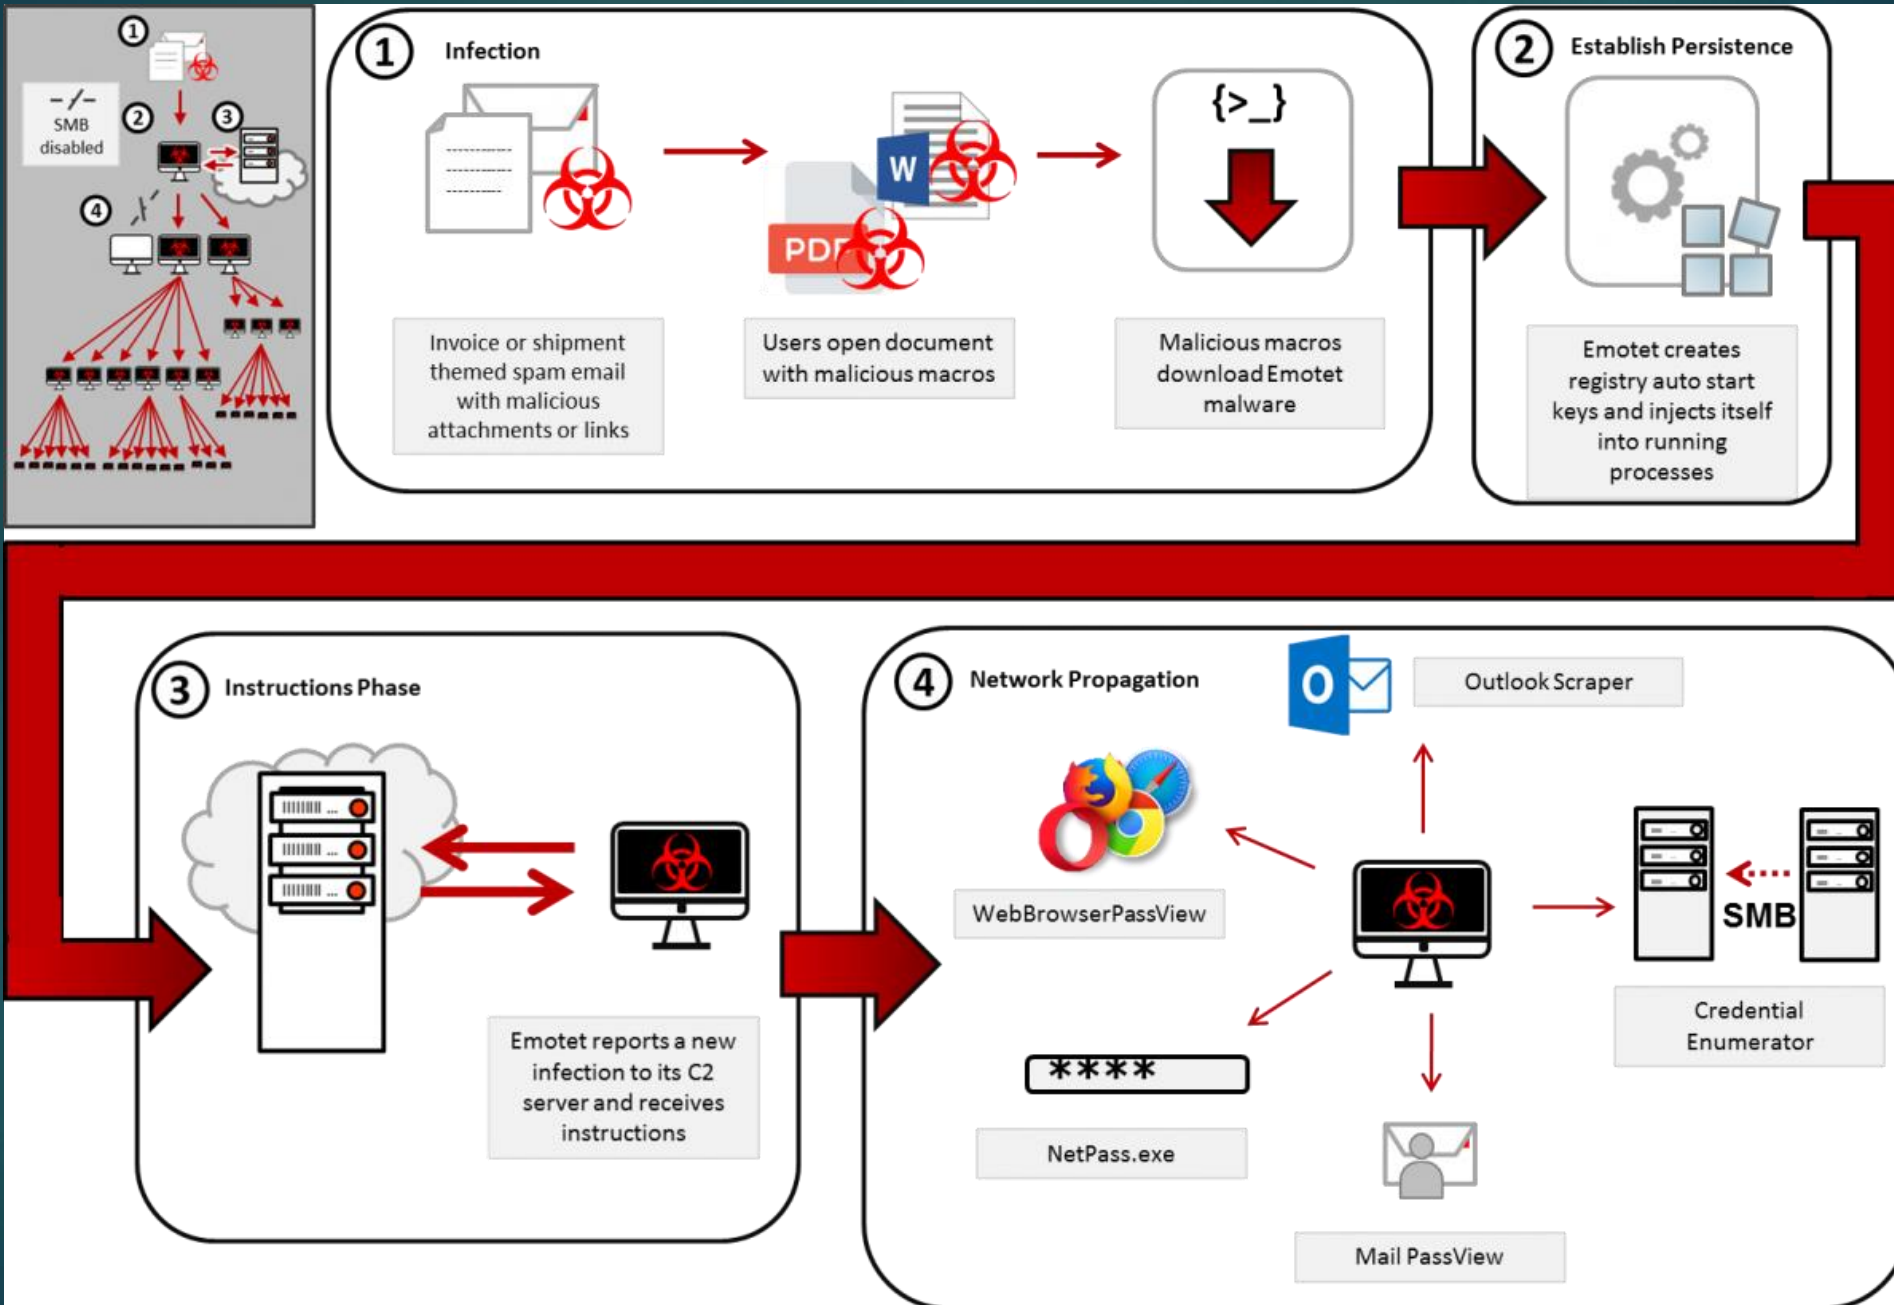 1
SMB
disabled
2
3
4
1
Infection
{>_}
W
PDF
Invoice or shipment
themed spam email
with malicious
attachments or links
Users open document
with malicious macros
Malicious macros
download Emotet
malware
2
Establish Persistence
Emotet creates
registry auto start
keys and injects itself
into running
processes
3
Instructions Phase
Emotet reports a new
infection to its C2
server and receives
instructions
4
Network Propagation
O
Outlook Scraper
WebBrowserPassView
SMB
Credential
Enumerator
****
NetPass.exe
Mail PassView